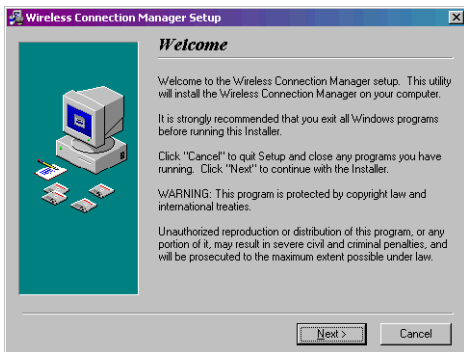 Wireless Connection Manager Setup
Welcome
Welcome to the Wireless Connection Manager setup. This utility
will install the Wireless Connection Manager on your computer.
It is strongly recommended that you exit all Windows programs
before running this Installer.
Click "Cancel" to quit Setup and close any programs you have
running. Click "Next" to continue with the Installer.
WARNING: This program is protected by copyright law and
international treaties.
Unauthorized reproduction or distribution of this program, or any
portion of it, may result in severe civil and criminal penalties, and
will be prosecuted to the maximum extent possible under law.
Next >
Cancel